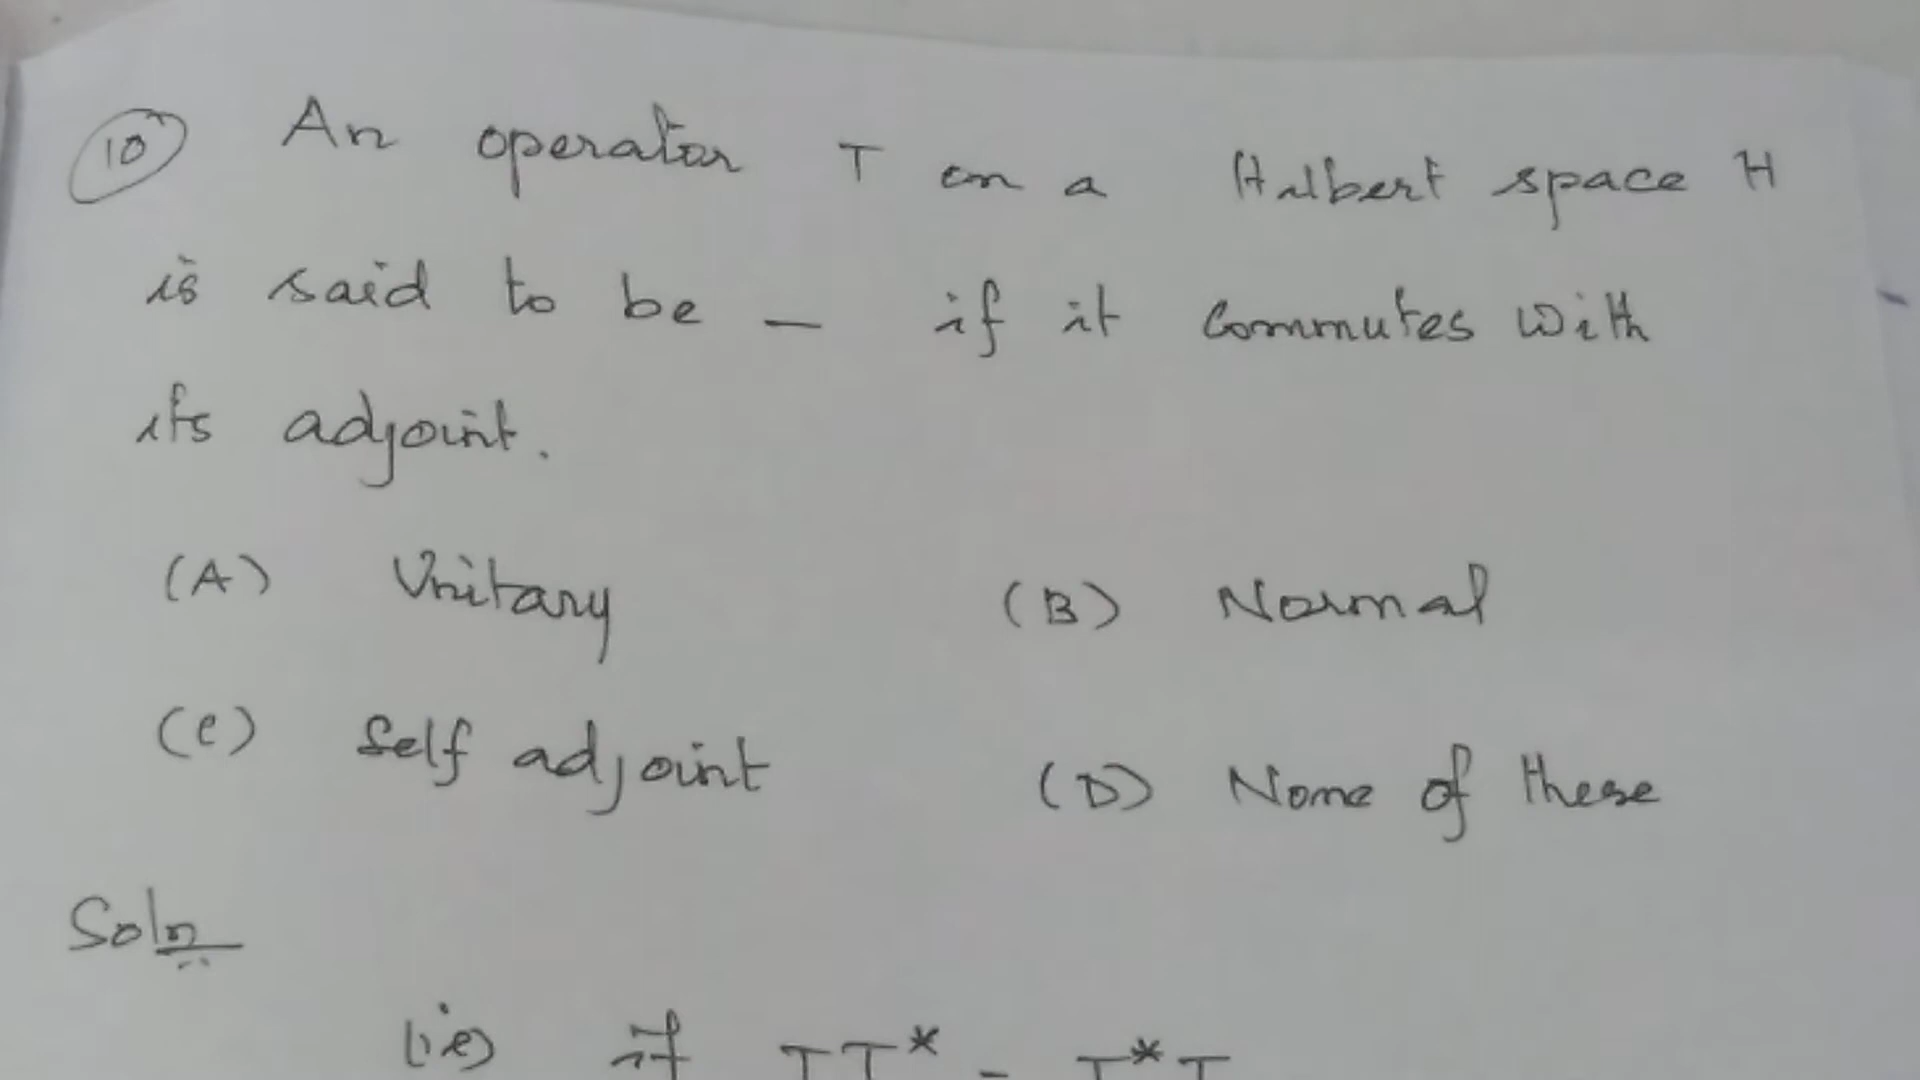 10 An operator T on a Hilbert space H
is said to be — if it commutes with
its adjoint.
(A) Unitary (B) Normal
(C) Self adjoint (D) None of these
Soln
(ie) if TT* = T*T